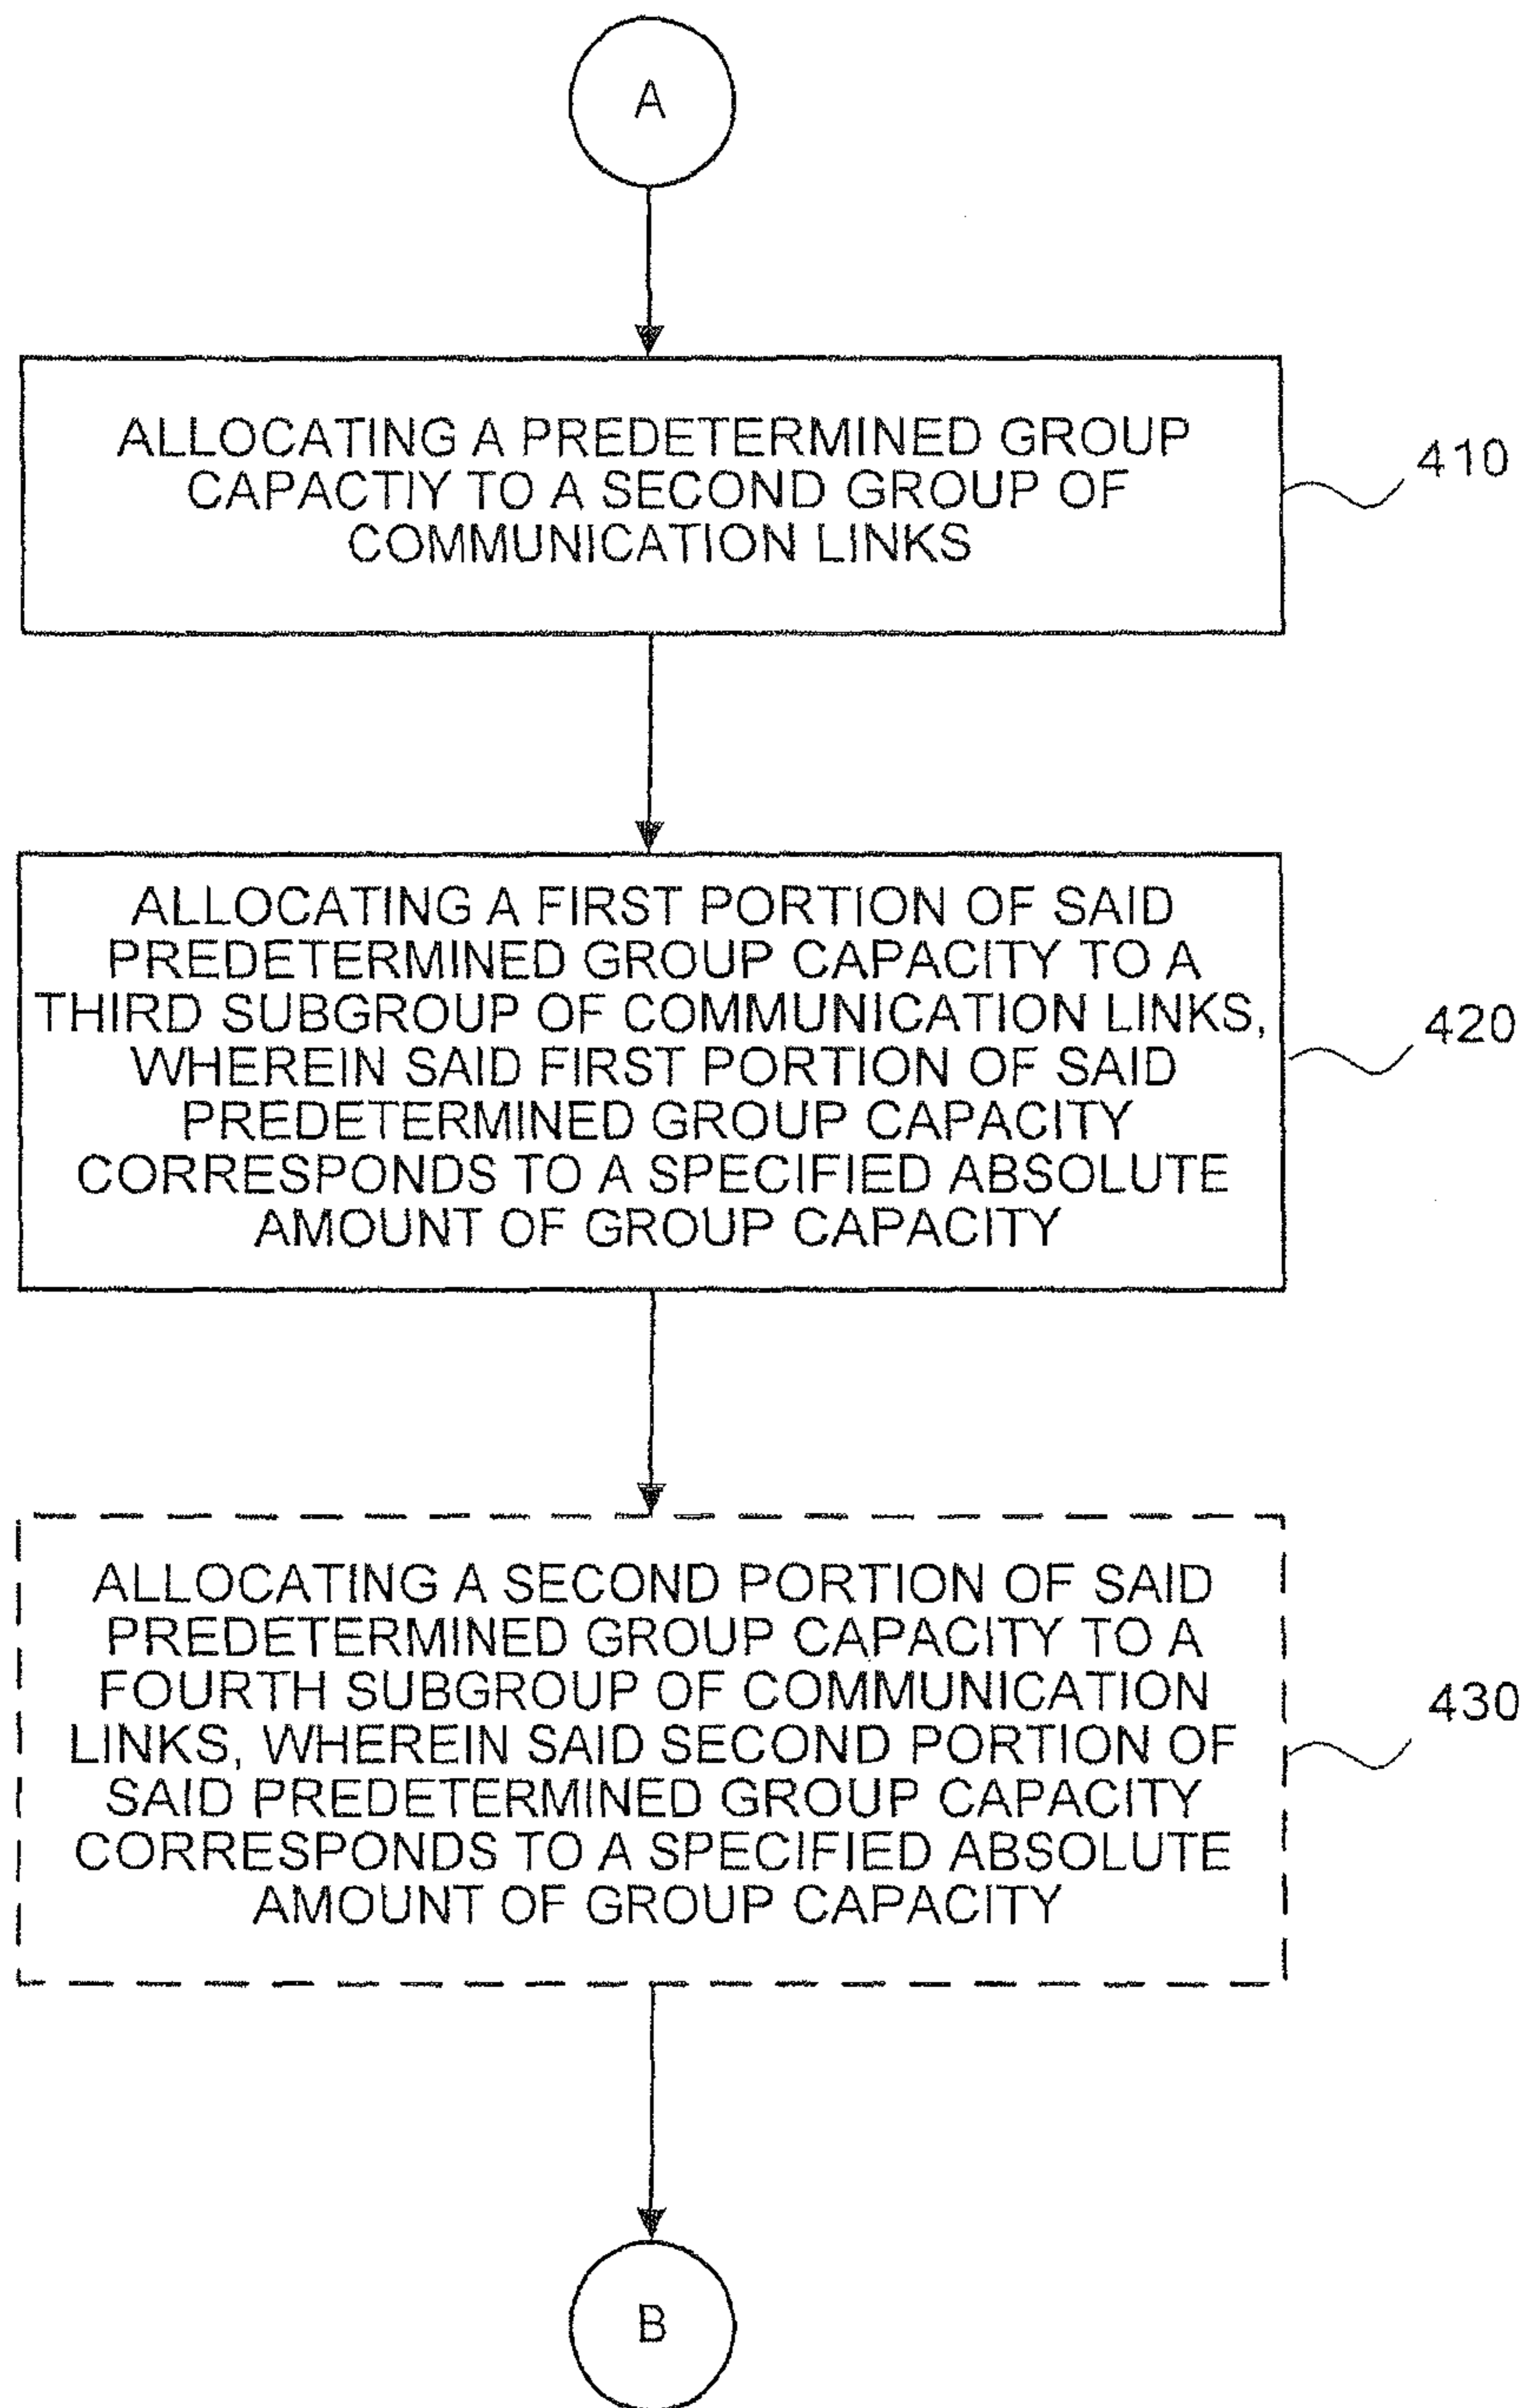 A
ALLOCATING A PREDETERMINED GROUP
CAPACTIY TO A SECOND GROUP OF
COMMUNICATION LINKS
410
ALLOCATING A FIRST PORTION OF SAID
PREDETERMINED GROUP CAPACITY TO A
THIRD SUBGROUP OF COMMUNICATION LINKS,
WHEREIN SAID FIRST PORTION OF SAID
PREDETERMINED GROUP CAPACITY
CORRESPONDS TO A SPECIFIED ABSOLUTE
AMOUNT OF GROUP CAPACITY
420
ALLOCATING A SECOND PORTION OF SAID
PREDETERMINED GROUP CAPACITY TO A
FOURTH SUBGROUP OF COMMUNICATION
LINKS, WHEREIN SAID SECOND PORTION OF
SAID PREDETERMINED GROUP CAPACITY
CORRESPONDS TO A SPECIFIED ABSOLUTE
AMOUNT OF GROUP CAPACITY
430
B